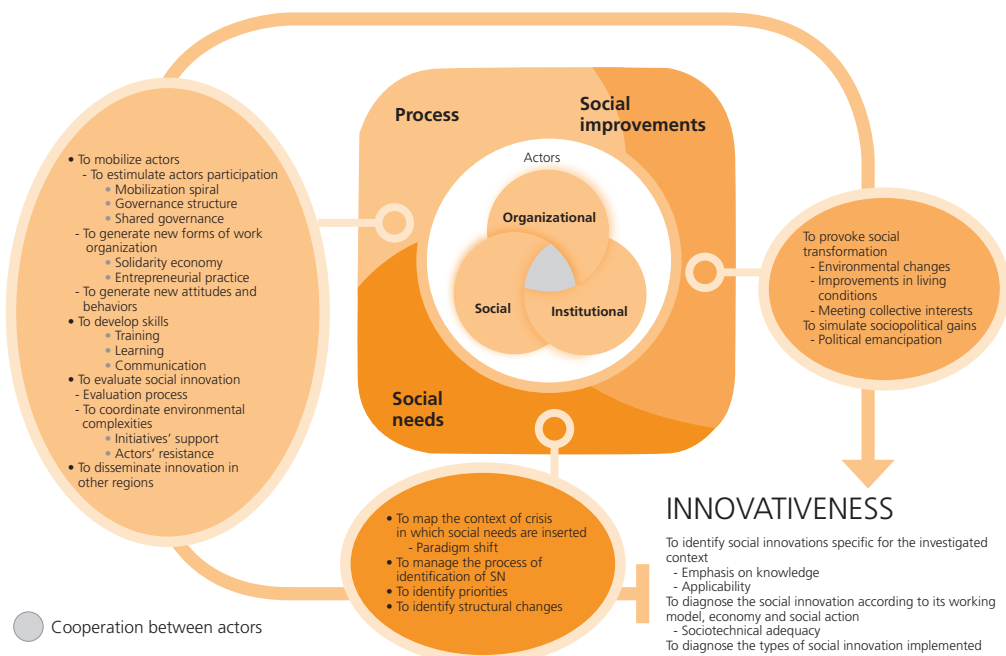 Process
Social
improvements
Actors
Organizational
Social
Institutional
Social
needs
• To mobilize actors
- To estimulate actors participation
• Mobilization spiral
• Governance structure
• Shared governance
- To generate new forms of work
organization
• Solidarity economy
• Entrepreneurial practice
- To generate new attitudes and
behaviors
• To develop skills
• Training
• Learning
• Communication
• To evaluate social innovation
- Evaluation process
- To coordinate environmental
complexities
• Initiatives' support
• Actors' resistance
• To disseminate innovation in
other regions
To provoke social
transformation
- Environmental changes
- Improvements in living
conditions
- Meeting collective interests
To simulate sociopolitical gains
- Political emancipation
• To map the context of crisis
in which social needs are inserted
- Paradigm shift
• To manage the process of
identification of SN
• To identify priorities
• To identify structural changes
INNOVATIVENESS
To identify social innovations specific for the investigated
context
- Emphasis on knowledge
- Applicability
To diagnose the social innovation according to its working
model, economy and social action
- Sociotechnical adequacy
To diagnose the types of social innovation implemented
Cooperation between actors